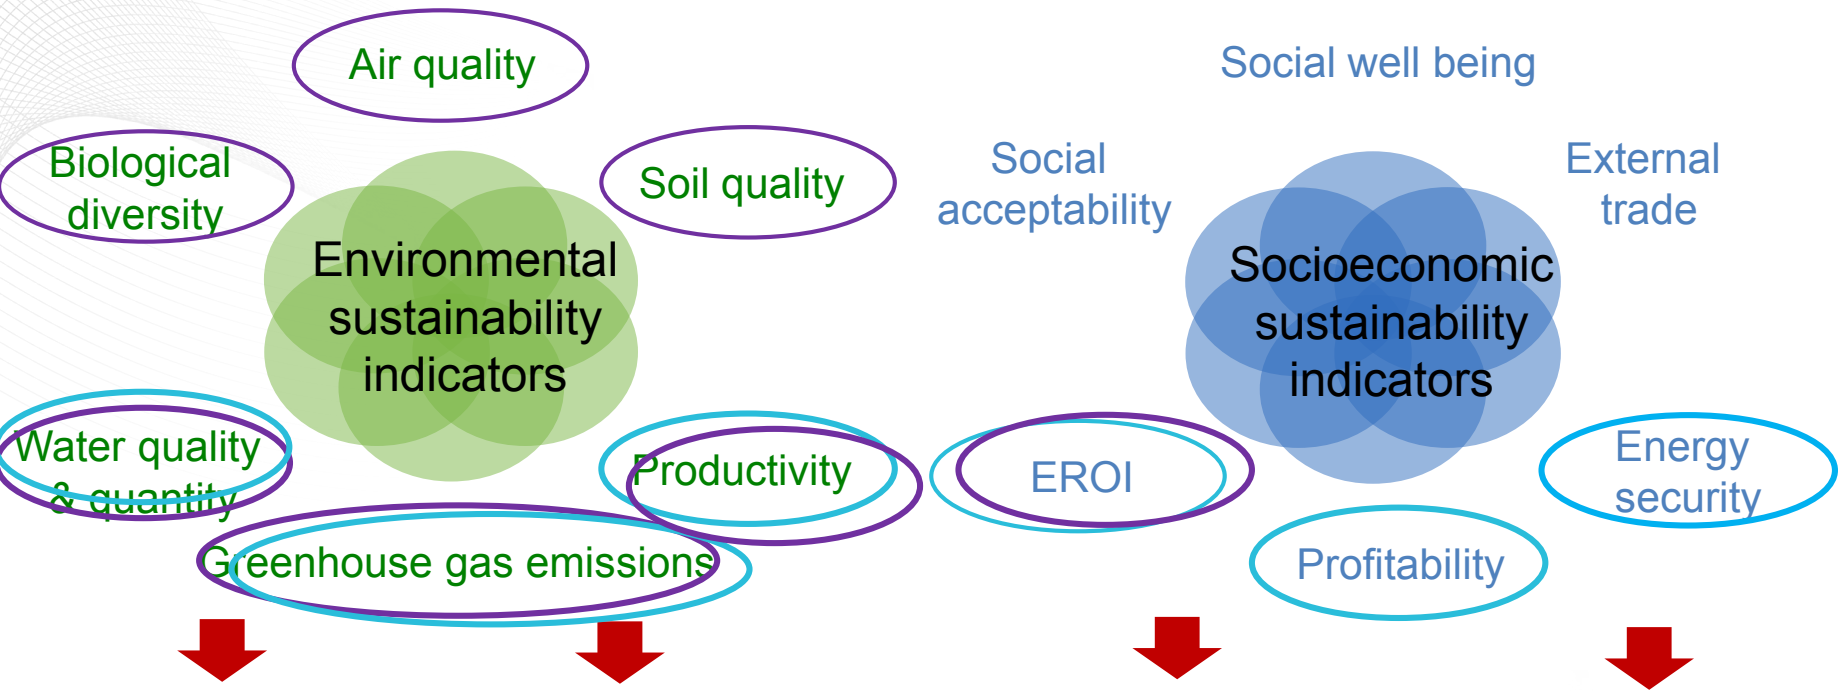 Air quality
Biological
diversity
Soil quality
Environmental
sustainability
indicators
Water quality
& quantity
Productivity
Greenhouse gas emissions
Social well being
Social
acceptability
External
trade
Socioeconomic
sustainability
indicators
EROI
Energy
security
Profitability